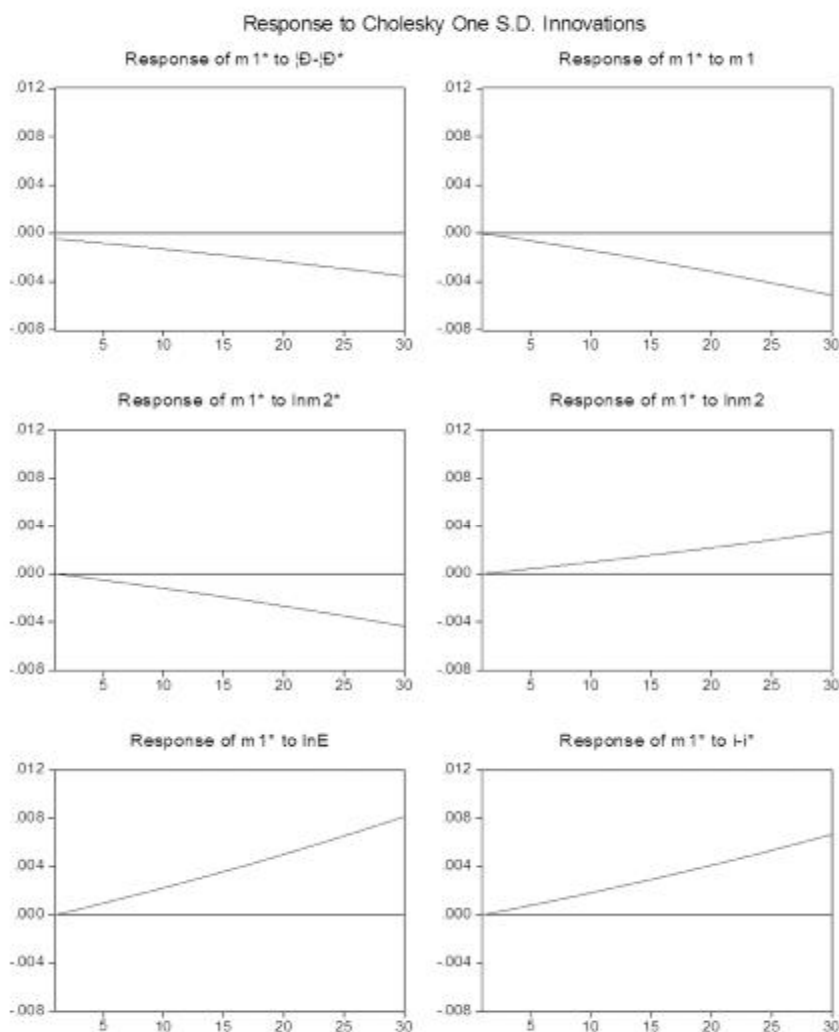 Response to Cholesky One S.D. Innovations
Response of m1* to ¦Ð-¦Ð*
.012
.008
.004
.000
-.004
-.008
5 10 15 20 25 30
Response of m1* to m1
.012
.008
.004
.000
-.004
-.008
5 10 15 20 25 30
Response of m1* to lnm2*
.012
.008
.004
.000
-.004
-.008
5 10 15 20 25 30
Response of m1* to lnm2
.012
.008
.004
.000
-.004
-.008
5 10 15 20 25 30
Response of m1* to lnE
.012
.008
.004
.000
-.004
-.008
5 10 15 20 25 30
Response of m1* to i-i*
.012
.008
.004
.000
-.004
-.008
5 10 15 20 25 30